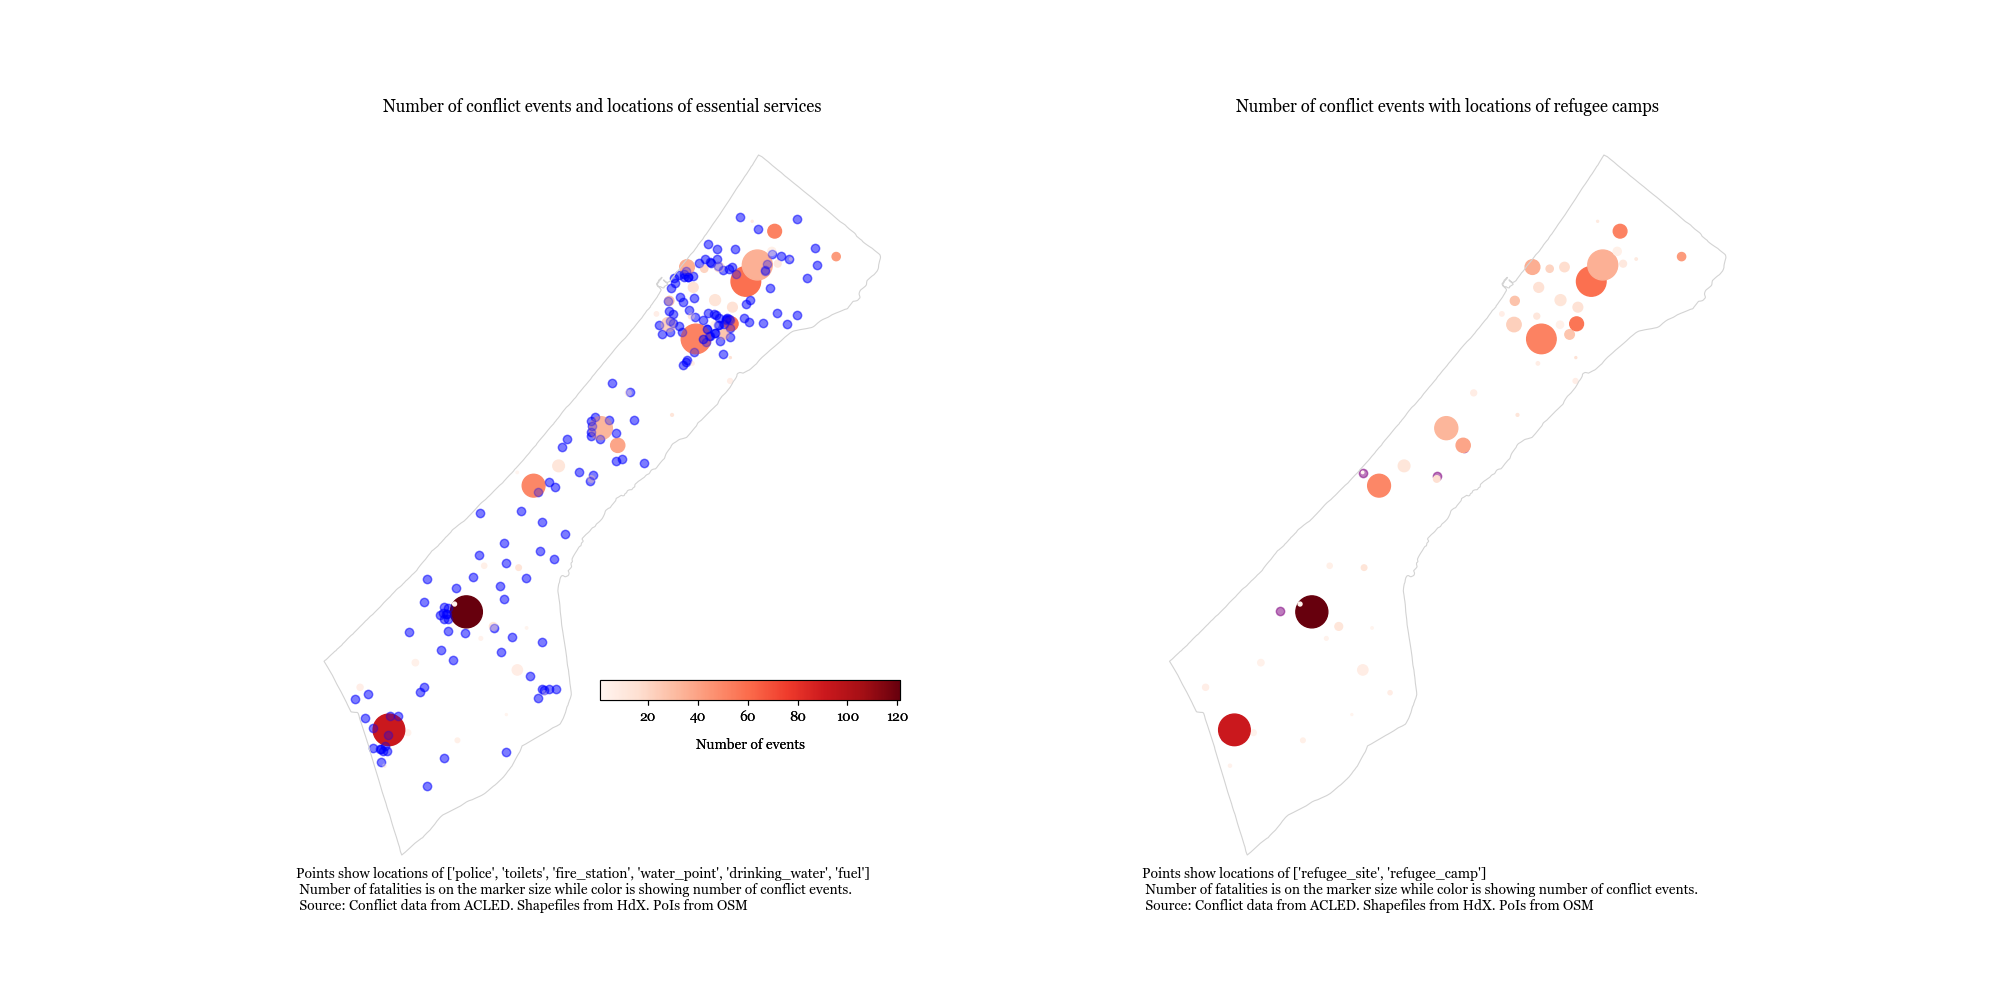 Number of conflict events and locations of essential services
Number of conflict events with locations of refugee camps
20 40 60 80 100 120
Number of events
Points show locations of ['police', 'toilets', 'fire_station', 'water_point', 'drinking_water', 'fuel']
Number of fatalities is on the marker size while color is showing number of conflict events.
Source: Conflict data from ACLED. Shapefiles from HdX. PoIs from OSM
Points show locations of ['refugee_site', 'refugee_camp']
Number of fatalities is on the marker size while color is showing number of conflict events.
Source: Conflict data from ACLED. Shapefiles from HdX. PoIs from OSM